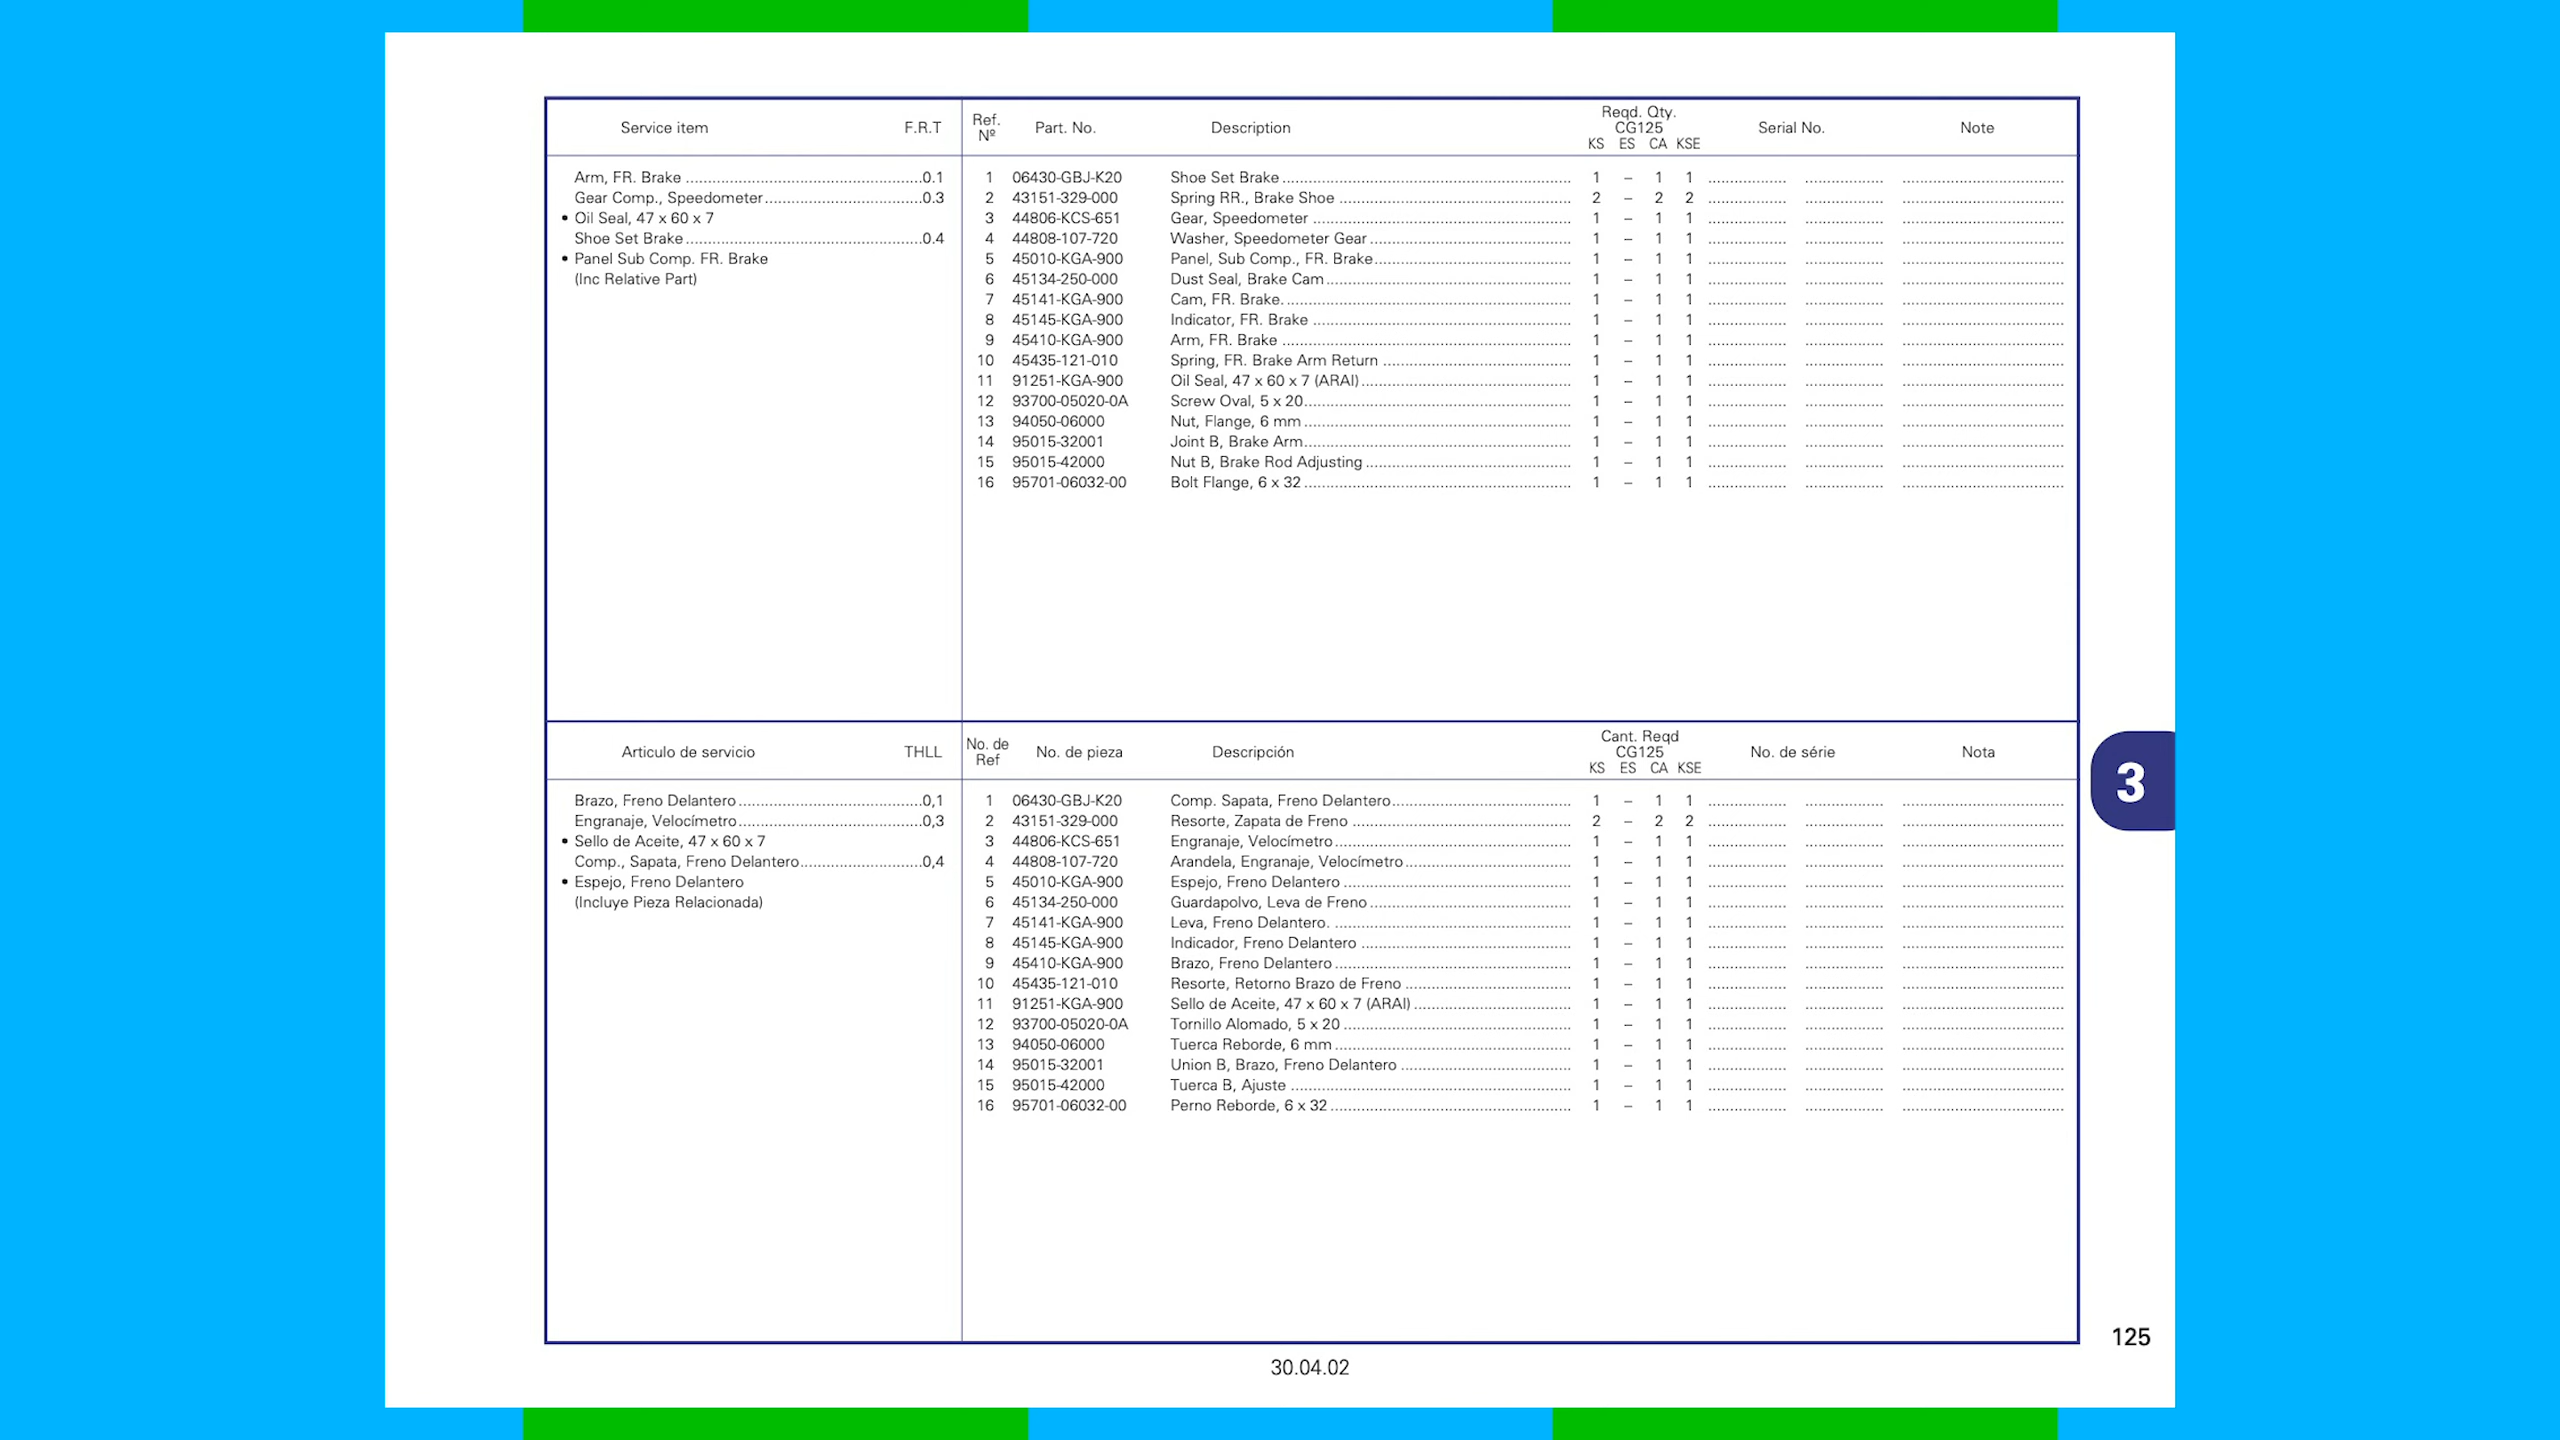 Service item F.R.T Ref. Nº Part. No. Description Reqd. Qty. CG125 KS ES CA KSE Serial No. Note
Arm, FR. Brake 0.1
Gear Comp., Speedometer 0.3
• Oil Seal, 47 x 60 x 7
Shoe Set Brake 0.4
• Panel Sub Comp. FR. Brake
(Inc Relative Part)
1 06430-GBJ-K20 Shoe Set Brake 1 – 1 1
2 43151-329-000 Spring RR., Brake Shoe 2 – 2 2
3 44806-KCS-651 Gear, Speedometer 1 – 1 1
4 44808-107-720 Washer, Speedometer Gear 1 – 1 1
5 45010-KGA-900 Panel, Sub Comp., FR. Brake 1 – 1 1
6 45134-250-000 Dust Seal, Brake Cam 1 – 1 1
7 45141-KGA-900 Cam, FR. Brake. 1 – 1 1
8 45145-KGA-900 Indicator, FR. Brake 1 – 1 1
9 45410-KGA-900 Arm, FR. Brake 1 – 1 1
10 45435-121-010 Spring, FR. Brake Arm Return 1 – 1 1
11 91251-KGA-900 Oil Seal, 47 x 60 x 7 (ARAI) 1 – 1 1
12 93700-05020-0A Screw Oval, 5 x 20 1 – 1 1
13 94050-06000 Nut, Flange, 6 mm 1 – 1 1
14 95015-32001 Joint B, Brake Arm 1 – 1 1
15 95015-42000 Nut B, Brake Rod Adjusting 1 – 1 1
16 95701-06032-00 Bolt Flange, 6 x 32 1 – 1 1
Articulo de servicio THLL No. de Ref No. de pieza Descripción Cant. Reqd CG125 KS ES CA KSE No. de série Nota
Brazo, Freno Delantero 0,1
Engranaje, Velocímetro 0,3
• Sello de Aceite, 47 x 60 x 7
Comp., Sapata, Freno Delantero 0,4
• Espejo, Freno Delantero
(Incluye Pieza Relacionada)
1 06430-GBJ-K20 Comp. Sapata, Freno Delantero 1 – 1 1
2 43151-329-000 Resorte, Zapata de Freno 2 – 2 2
3 44806-KCS-651 Engranaje, Velocímetro 1 – 1 1
4 44808-107-720 Arandela, Engranaje, Velocímetro 1 – 1 1
5 45010-KGA-900 Espejo, Freno Delantero 1 – 1 1
6 45134-250-000 Guardapolvo, Leva de Freno 1 – 1 1
7 45141-KGA-900 Leva, Freno Delantero. 1 – 1 1
8 45145-KGA-900 Indicador, Freno Delantero 1 – 1 1
9 45410-KGA-900 Brazo, Freno Delantero 1 – 1 1
10 45435-121-010 Resorte, Retorno Brazo de Freno 1 – 1 1
11 91251-KGA-900 Sello de Aceite, 47 x 60 x 7 (ARAI) 1 – 1 1
12 93700-05020-0A Tornillo Alomado, 5 x 20 1 – 1 1
13 94050-06000 Tuerca Reborde, 6 mm 1 – 1 1
14 95015-32001 Union B, Brazo, Freno Delantero 1 – 1 1
15 95015-42000 Tuerca B, Ajuste 1 – 1 1
16 95701-06032-00 Perno Reborde, 6 x 32 1 – 1 1
3
125
30.04.02